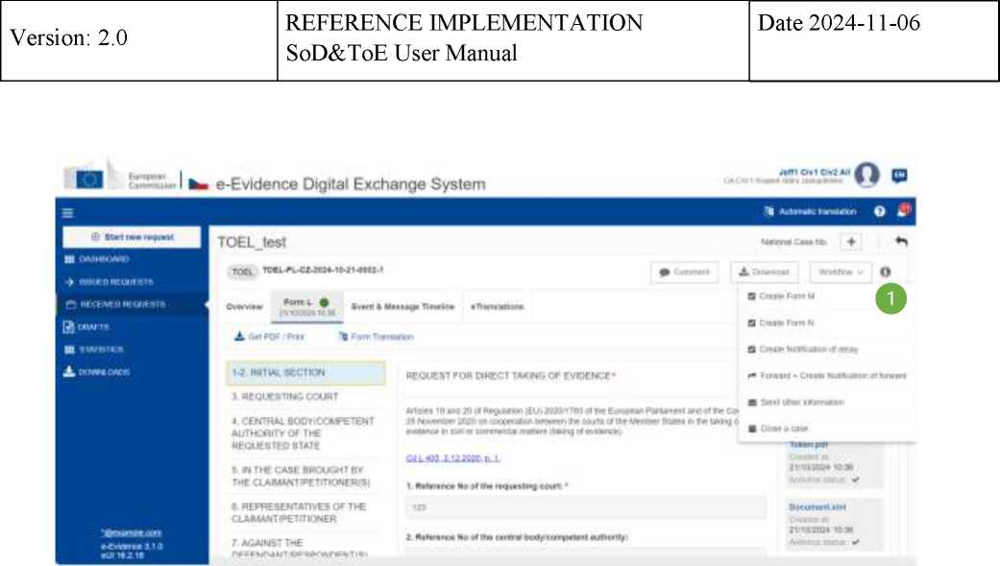 Version: 2.0
REFERENCE IMPLEMENTATION
SoD&ToE User Manual
Date 2024-11-06
European
Commission
e-Evidence Digital Exchange System
Jeff1 Civ1 Civ2 All
EN
Automatic translation
Start new request
DASHBOARD
ISSUED REQUESTS
RECEIVED REQUESTS
DRAFTS
STATISTICS
DOWNLOADS
*@example.com
e-Evidence 3.1.0
eUI 16.2.18
TOEL_test
National Case No.
TOEL
TOEL-PL-CZ-2024-10-21-0002-1
Comment
Download
Workflow
Overview
Form L
21/10/2024 10:36
Event & Message Timeline
eTranslations
Get PDF / Print
Form Translation
1
Create Form M
Create Form N
Create Notification of delay
Forward + Create Notification of forward
Send other information
Close a case
1-2. INITIAL SECTION
3. REQUESTING COURT
4. CENTRAL BODY/COMPETENT
AUTHORITY OF THE
REQUESTED STATE
5. IN THE CASE BROUGHT BY
THE CLAIMANT/PETITIONER(S)
6. REPRESENTATIVES OF THE
CLAIMANT/PETITIONER
7. AGAINST THE
DEFENDANT/RESPONDENT(S)
REQUEST FOR DIRECT TAKING OF EVIDENCE*
Articles 19 and 20 of Regulation (EU) 2020/1783 of the European Parliament and of the Co
25 November 2020 on cooperation between the courts of the Member States in the taking o
evidence in civil or commercial matters (taking of evidence)
OJ L 405, 2.12.2020, p. 1.
1. Reference No of the requesting court: *
123
2. Reference No of the central body/competent authority:
Token.pdf
Created at:
21/10/2024 10:36
Antivirus status:
Document.xml
Created at:
21/10/2024 10:36
Antivirus status: